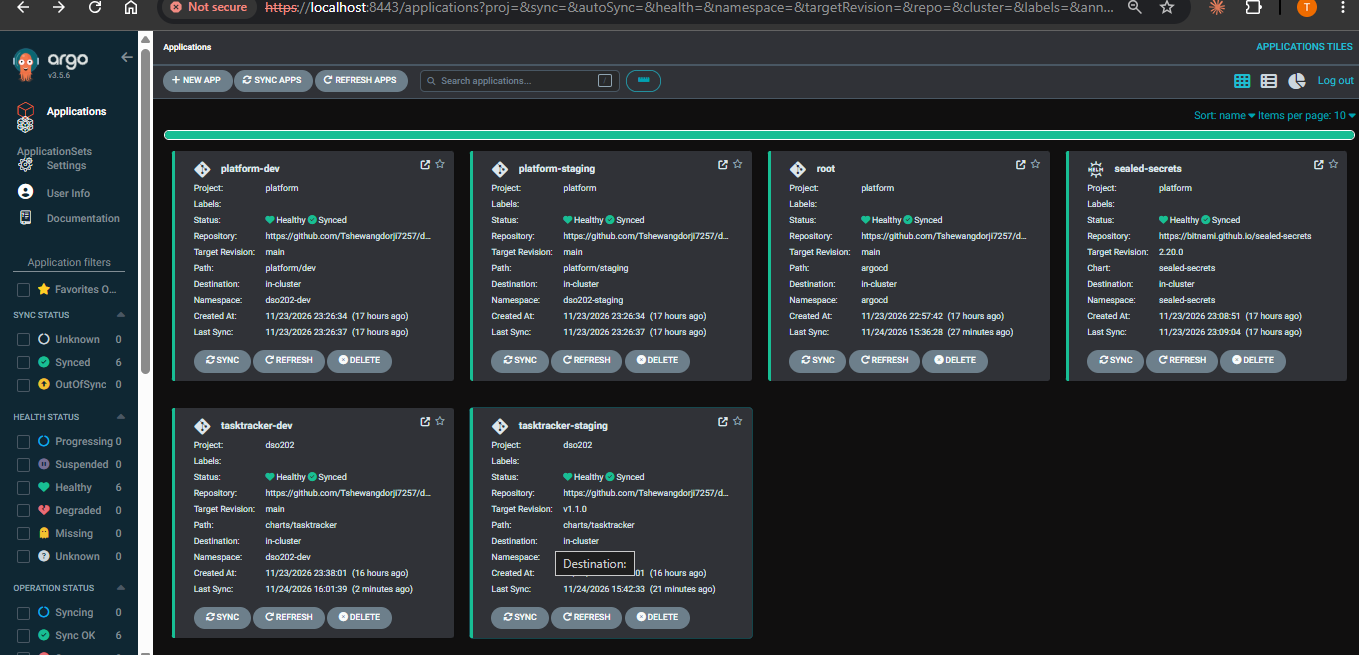 Not secure https://localhost:8443/applications?proj=&sync=&autoSync=&health=&namespace=&targetRevision=&repo=&cluster=&labels=&ann... T
argo
v3.5.6
Applications
ApplicationSets
Settings
User Info
Documentation
Application filters
Favorites O...
SYNC STATUS
Unknown 0
Synced 6
OutOfSync 0
HEALTH STATUS
Progressing 0
Suspended 0
Healthy 6
Degraded 0
Missing 0
Unknown 0
OPERATION STATUS
Syncing 0
Sync OK 6
Applications APPLICATIONS TILES
NEW APP SYNC APPS REFRESH APPS Search applications... / Log out
Sort: name Items per page: 10
platform-dev
Project: platform
Labels:
Status: Healthy Synced
Repository: https://github.com/Tshewangdorji7257/d...
Target Revision: main
Path: platform/dev
Destination: in-cluster
Namespace: dso202-dev
Created At: 11/23/2026 23:26:34 (17 hours ago)
Last Sync: 11/23/2026 23:26:37 (17 hours ago)
SYNC REFRESH DELETE
platform-staging
Project: platform
Labels:
Status: Healthy Synced
Repository: https://github.com/Tshewangdorji7257/d...
Target Revision: main
Path: platform/staging
Destination: in-cluster
Namespace: dso202-staging
Created At: 11/23/2026 23:26:34 (17 hours ago)
Last Sync: 11/23/2026 23:26:37 (17 hours ago)
SYNC REFRESH DELETE
root
Project: platform
Labels:
Status: Healthy Synced
Repository: https://github.com/Tshewangdorji7257/d...
Target Revision: main
Path: argocd
Destination: in-cluster
Namespace: argocd
Created At: 11/23/2026 22:57:42 (17 hours ago)
Last Sync: 11/24/2026 15:36:28 (27 minutes ago)
SYNC REFRESH DELETE
HELM
sealed-secrets
Project: platform
Labels:
Status: Healthy Synced
Repository: https://bitnami.github.io/sealed-secrets
Target Revision: 2.20.0
Chart: sealed-secrets
Destination: in-cluster
Namespace: sealed-secrets
Created At: 11/23/2026 23:08:51 (17 hours ago)
Last Sync: 11/23/2026 23:09:04 (17 hours ago)
SYNC REFRESH DELETE
tasktracker-dev
Project: dso202
Labels:
Status: Healthy Synced
Repository: https://github.com/Tshewangdorji7257/d...
Target Revision: main
Path: charts/tasktracker
Destination: in-cluster
Namespace: dso202-dev
Created At: 11/23/2026 23:38:01 (16 hours ago)
Last Sync: 11/24/2026 16:01:39 (2 minutes ago)
SYNC REFRESH DELETE
tasktracker-staging
Project: dso202
Labels:
Status: Healthy Synced
Repository: https://github.com/Tshewangdorji7257/d...
Target Revision: v1.1.0
Path: charts/tasktracker
Destination: in-cluster
Namespace:
Destination:
Created At: 01 (16 hours ago)
Last Sync: 11/24/2026 15:42:33 (21 minutes ago)
SYNC REFRESH DELETE